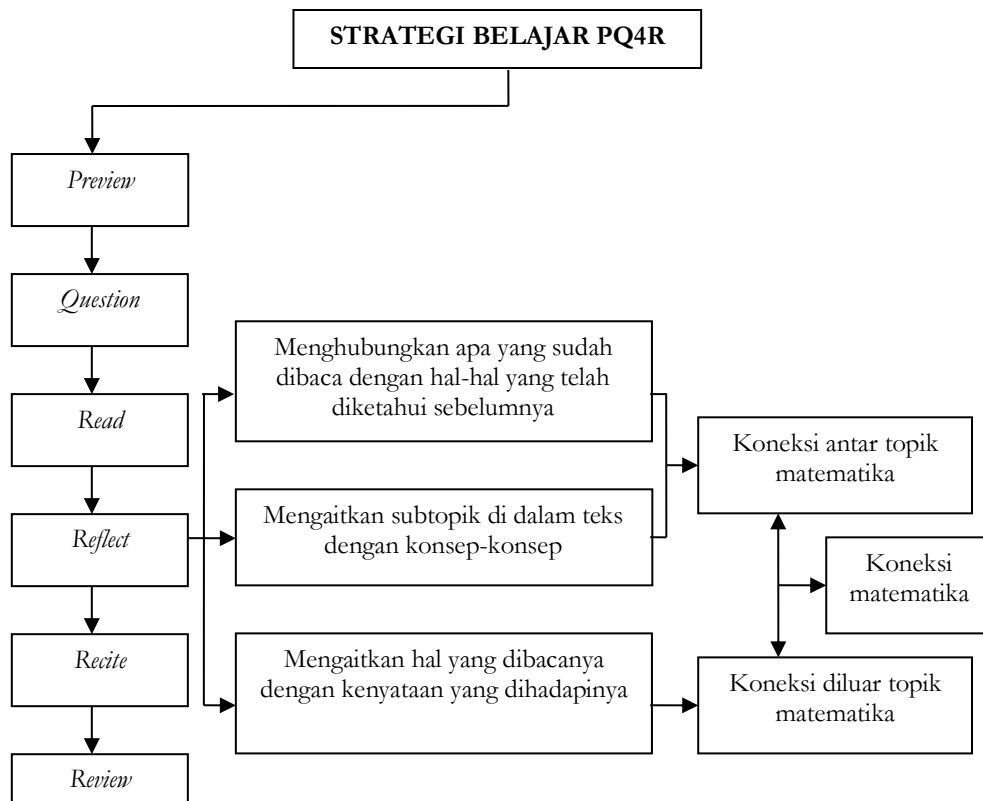 STRATEGI BELAJAR PQ4R
Preview
Question
Read
Reflect
Recite
Review
Menghubungkan apa yang sudah
dibaca dengan hal-hal yang telah
diketahui sebelumnya
Mengaitkan subtopik di dalam teks
dengan konsep-konsep
Mengaitkan hal yang dibacanya
dengan kenyataan yang dihadapinya
Koneksi antar topik
matematika
Koneksi
matematika
Koneksi diluar topik
matematika